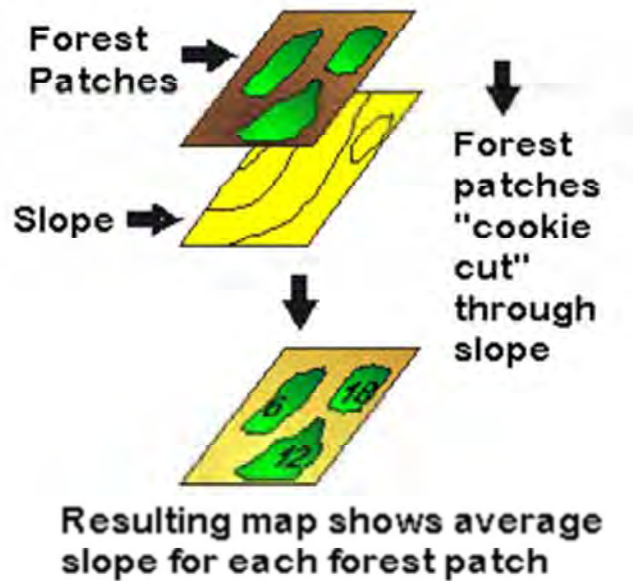 Forest
Patches
Slope
Forest
patches
"cookie
cut"
through
slope
6
18
12
Resulting map shows average
slope for each forest patch